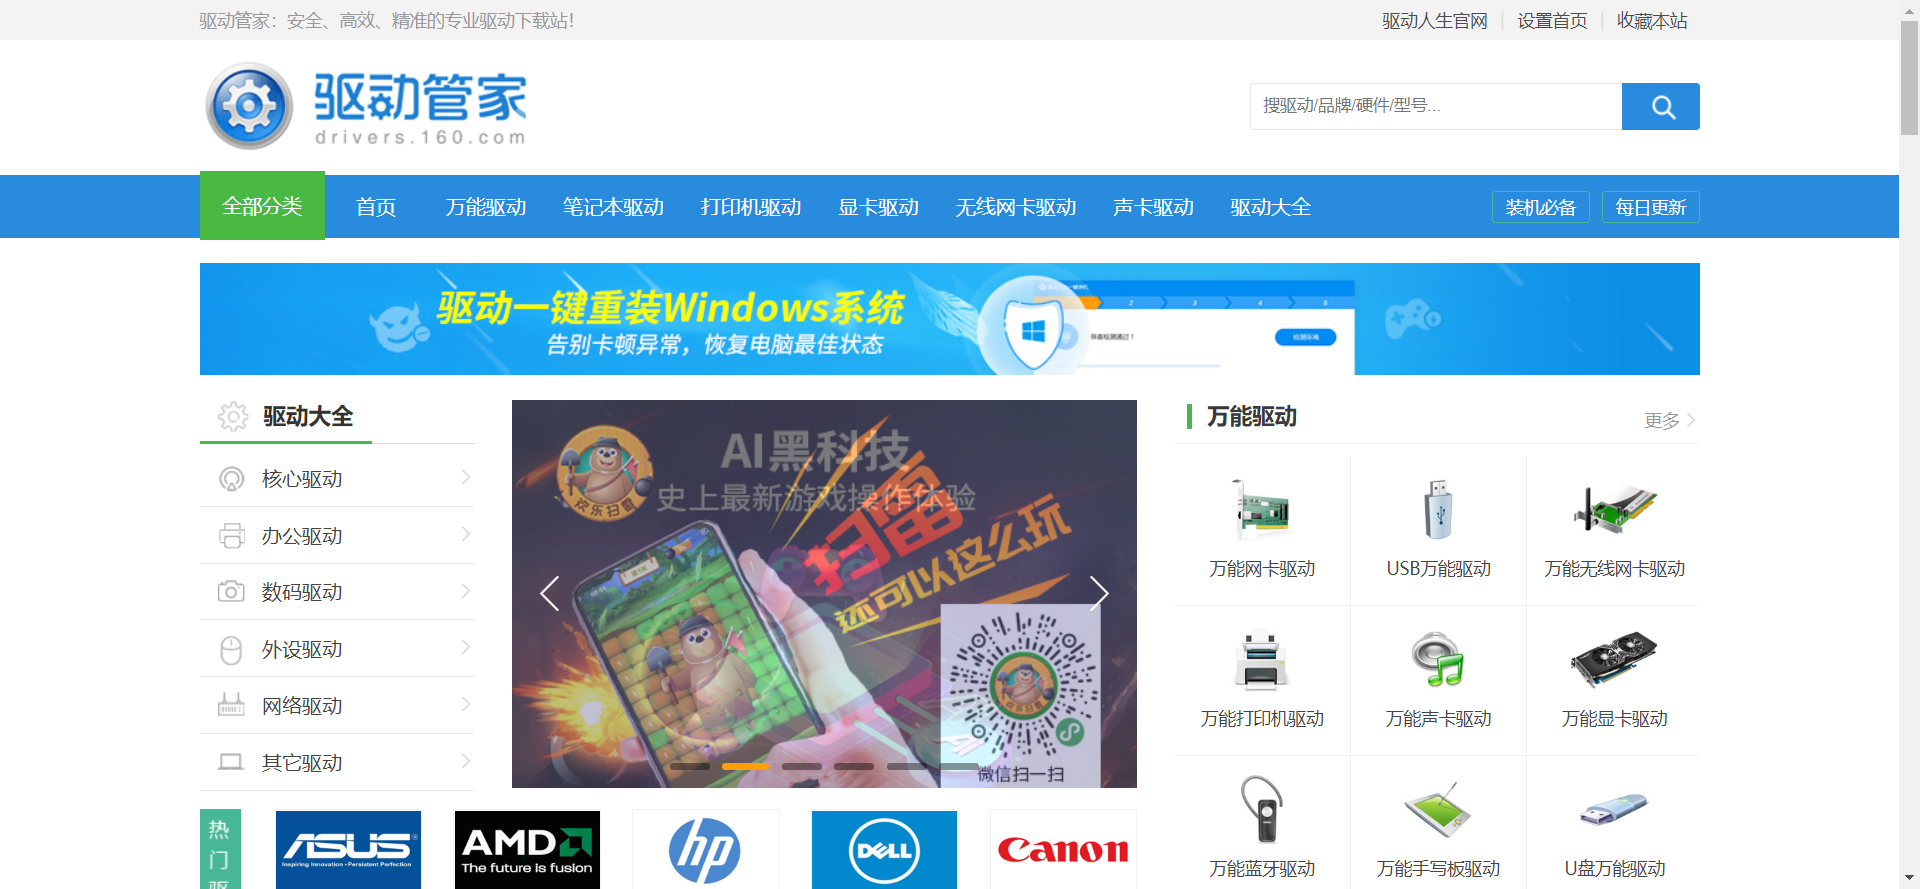 驱动管家：安全、高效、精准的专业驱动下载站！
驱动人生官网 设置首页 收藏本站
驱动管家
drivers.160.com
搜驱动/品牌/硬件/型号...
全部分类 首页 万能驱动 笔记本驱动 打印机驱动 显卡驱动 无线网卡驱动 声卡驱动 驱动大全 装机必备 每日更新
驱动一键重装Windows系统
告别卡顿异常，恢复电脑最佳状态
2 3 4 5
驱动大全
核心驱动
办公驱动
数码驱动
外设驱动
网络驱动
其它驱动
AI黑科技
史上最新游戏操作体验
欢乐扫雷
扫雷
还可以这么玩
微信扫一扫
万能驱动 更多
万能网卡驱动 USB万能驱动 万能无线网卡驱动
万能打印机驱动 万能声卡驱动 万能显卡驱动
万能蓝牙驱动 万能手写板驱动 U盘万能驱动
热门驱
ASUS
Inspiring Innovation • Persistent Perfection
AMD
The future is fusion
hp
DELL
Canon